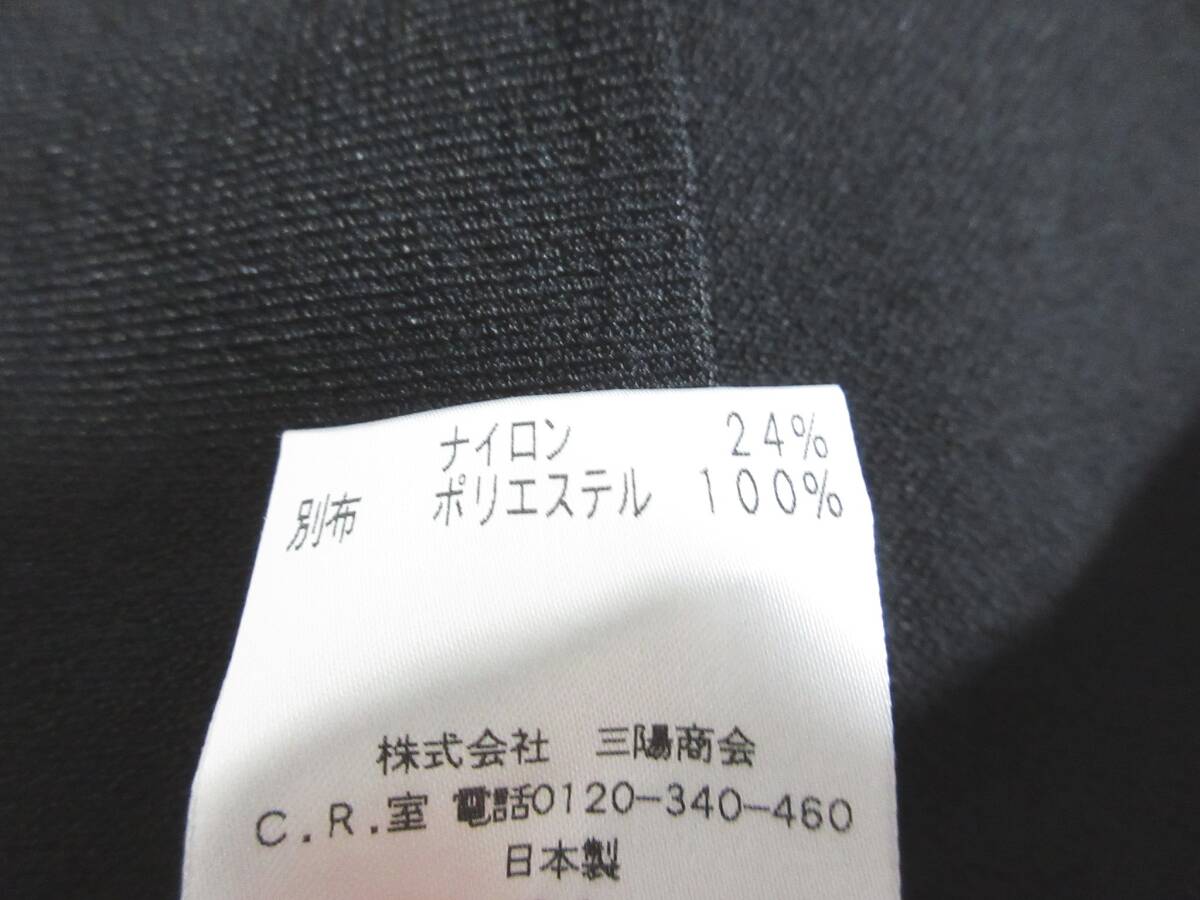 ナイロン 24%
別布 ポリエステル 100%
株式会社 三陽商会
C.R.室 電話0120-340-460
日本製